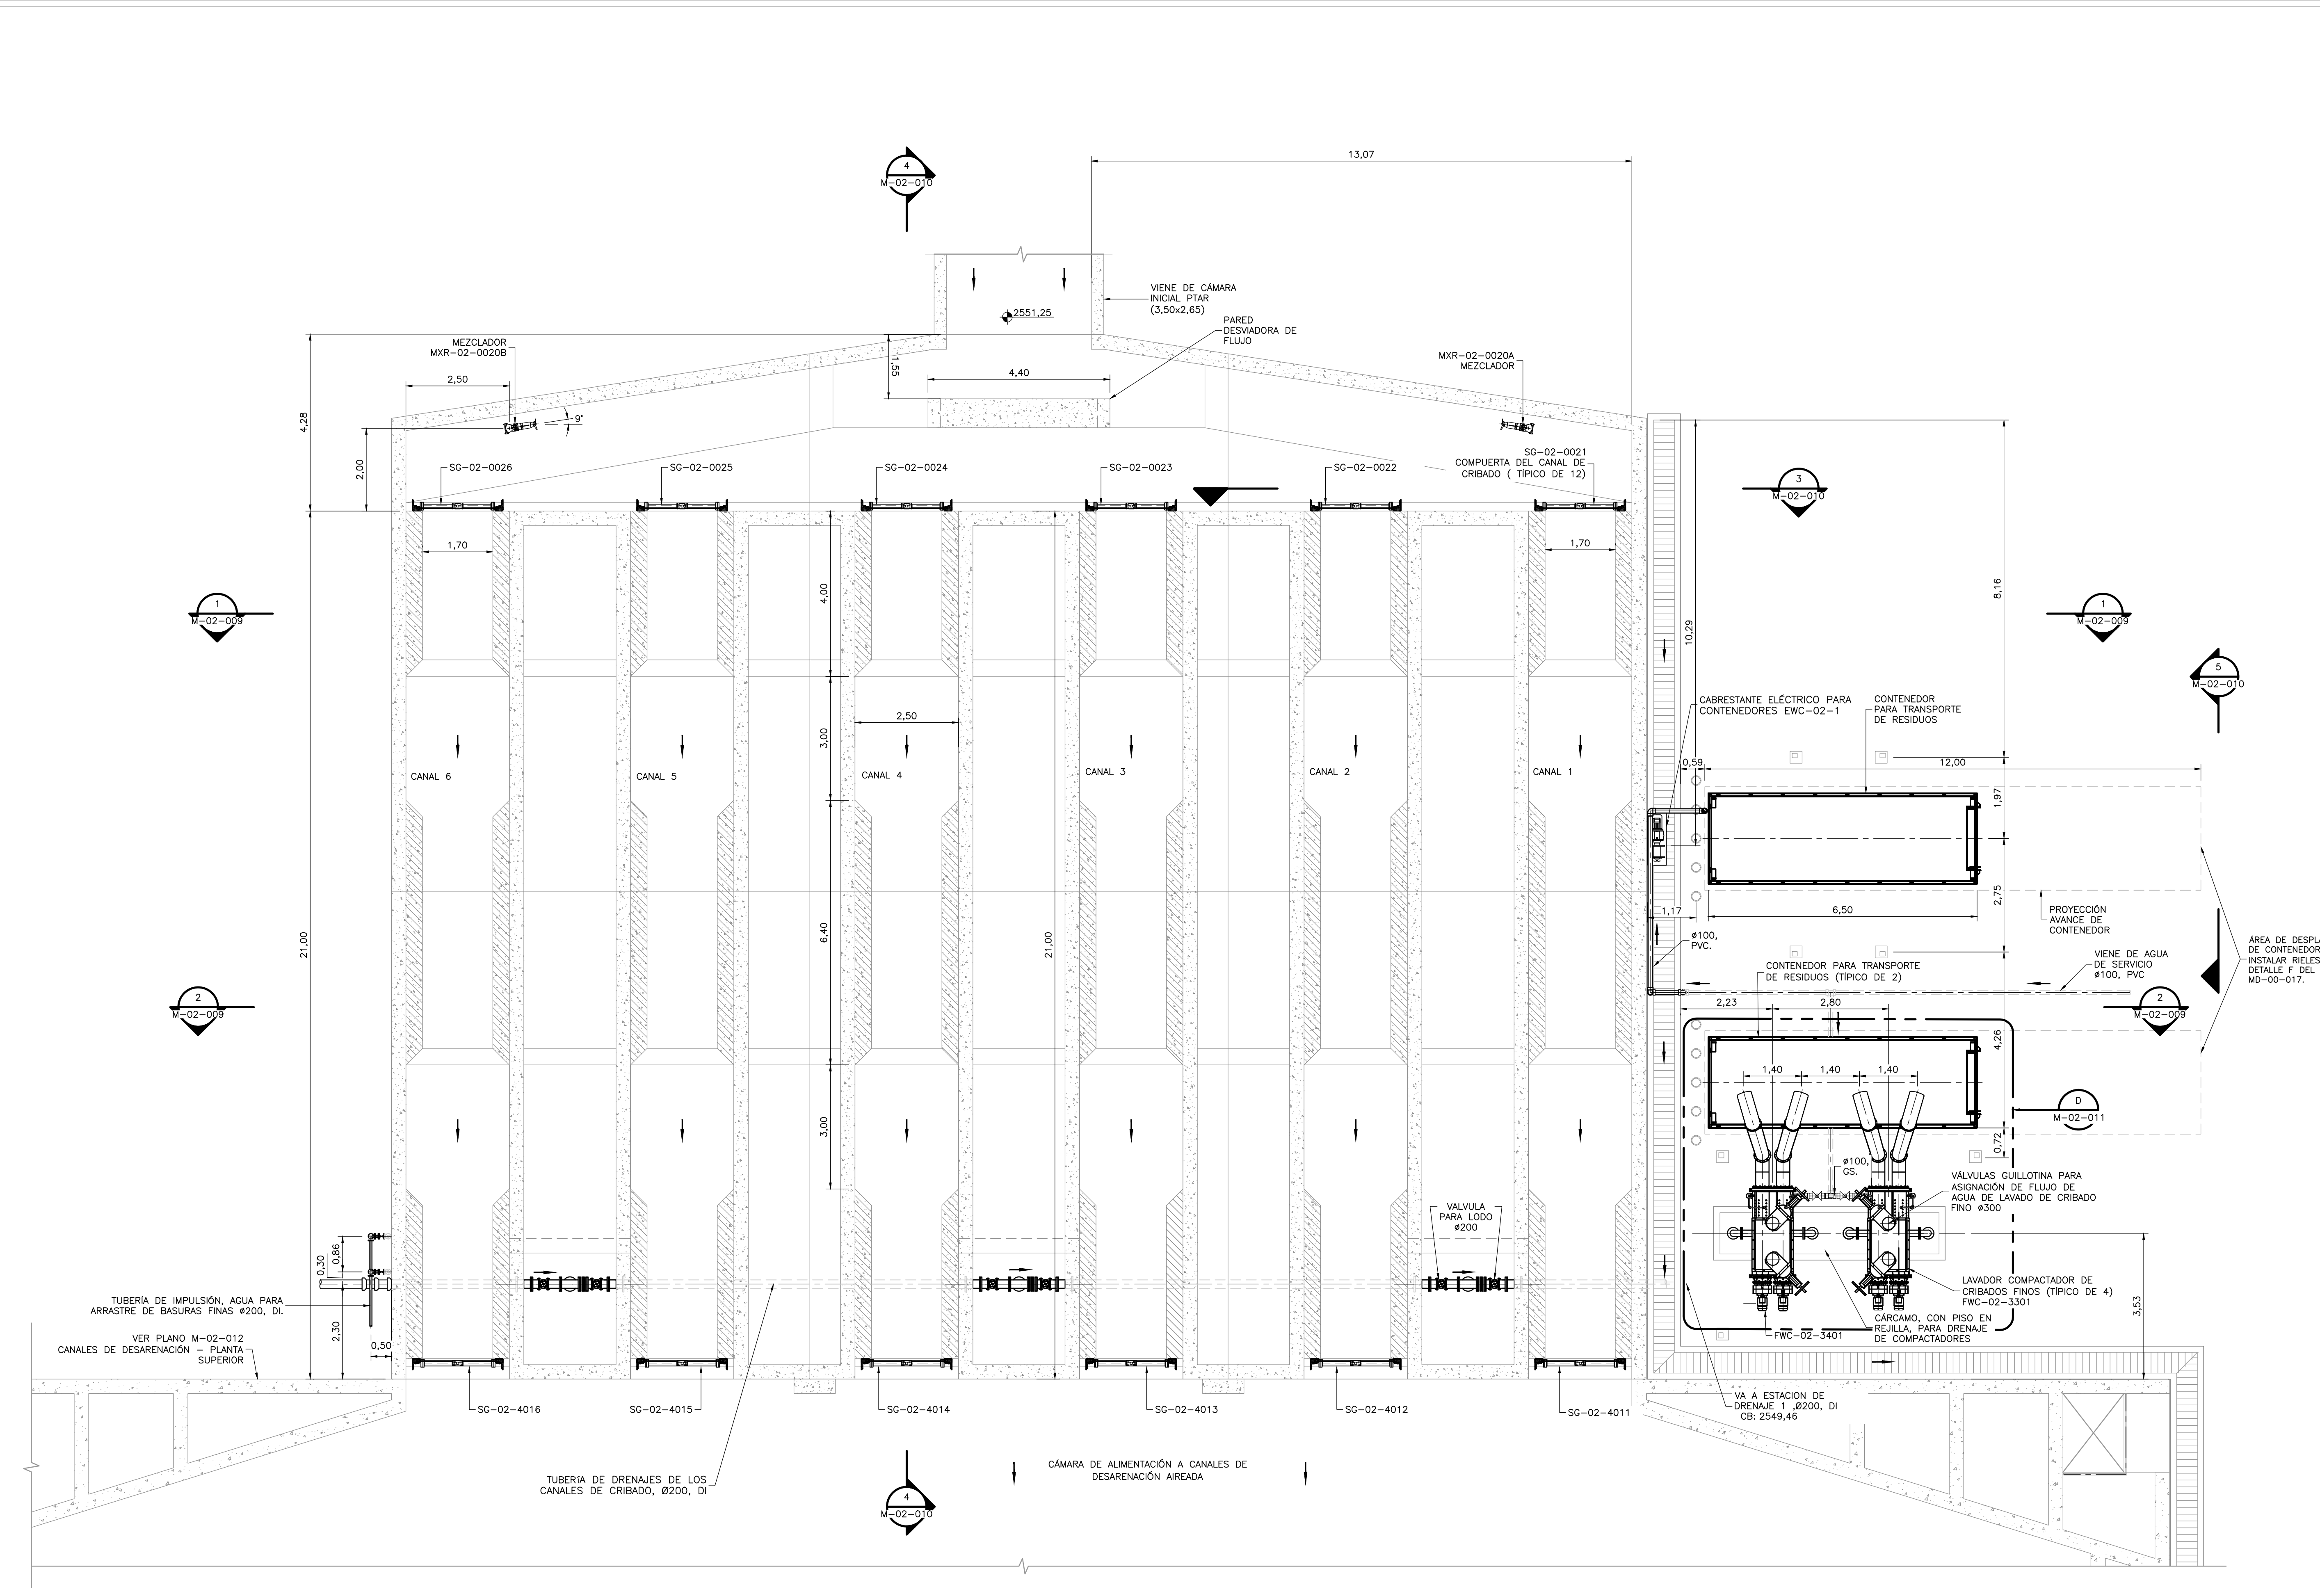 4
M-02-010
13,07
VIENE DE CÁMARA
INICIAL PTAR
(3,50x2,65)
2551,25
PARED
DESVIADORA DE
FLUJO
MEZCLADOR
MXR-02-0020B
MXR-02-0020A
MEZCLADOR
1,55
4,40
2,50
9°
4,28
2,00
SG-02-0026
SG-02-0025
SG-02-0024
SG-02-0023
SG-02-0022
SG-02-0021
COMPUERTA DEL CANAL DE
CRIBADO ( TÍPICO DE 12)
3
M-02-010
1,70
1,70
4,00
8,16
10,29
1
M-02-009
1
M-02-009
5
M-02-010
CABRESTANTE ELÉCTRICO PARA
CONTENEDORES EWC-02-1
CONTENEDOR
PARA TRANSPORTE
DE RESIDUOS
2,50
3,00
CANAL 6
CANAL 5
CANAL 4
CANAL 3
CANAL 2
CANAL 1
0,59
12,00
1,97
2,75
6,50
1,17
PROYECCIÓN
AVANCE DE
CONTENEDOR
21,00
6,40
21,00
ø100,
PVC.
ÁREA DE DESPLA
DE CONTENEDOR
INSTALAR RIELES
DETALLE F DEL
MD-00-017.
VIENE DE AGUA
DE SERVICIO
ø100, PVC
CONTENEDOR PARA TRANSPORTE
DE RESIDUOS (TÍPICO DE 2)
2
M-02-009
2
M-02-009
2,23
2,80
4,26
1,40
1,40
1,40
3,00
D
M-02-011
0,72
ø100,
GS.
VÁLVULAS GUILLOTINA PARA
ASIGNACIÓN DE FLUJO DE
AGUA DE LAVADO DE CRIBADO
FINO ø300
VALVULA
PARA LODO
ø200
0,30
0,86
2,30
0,50
TUBERÍA DE IMPULSIÓN, AGUA PARA
ARRASTRE DE BASURAS FINAS ø200, DI.
VER PLANO M-02-012
CANALES DE DESARENACIÓN - PLANTA
SUPERIOR
LAVADOR COMPACTADOR DE
CRIBADOS FINOS (TÍPICO DE 4)
FWC-02-3301
3,53
CÁRCAMO, CON PISO EN
REJILLA, PARA DRENAJE
DE COMPACTADORES
FWC-02-3401
SG-02-4016
SG-02-4015
SG-02-4014
SG-02-4013
SG-02-4012
SG-02-4011
VA A ESTACION DE
DRENAJE 1 ,Ø200, DI
CB: 2549,46
TUBERIA DE DRENAJES DE LOS
CANALES DE CRIBADO, Ø200, DI
CÁMARA DE ALIMENTACIÓN A CANALES DE
DESARENACIÓN AIREADA
4
M-02-010